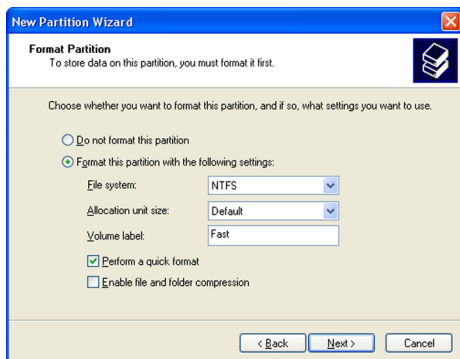 New Partition Wizard
Format Partition
To store data on this partition, you must format it first.
Choose whether you want to format this partition, and if so, what settings you want to use.
Do not format this partition
Format this partition with the following settings:
File system: NTFS
Allocation unit size: Default
Volume label: Fast
Perform a quick format
Enable file and folder compression
< Back Next > Cancel